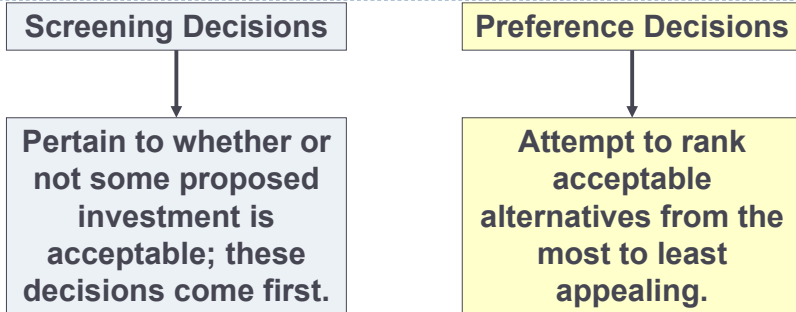 Screening Decisions
Preference Decisions
Pertain to whether or
not some proposed
investment is
acceptable; these
decisions come first.
Attempt to rank
acceptable
alternatives from the
most to least
appealing.